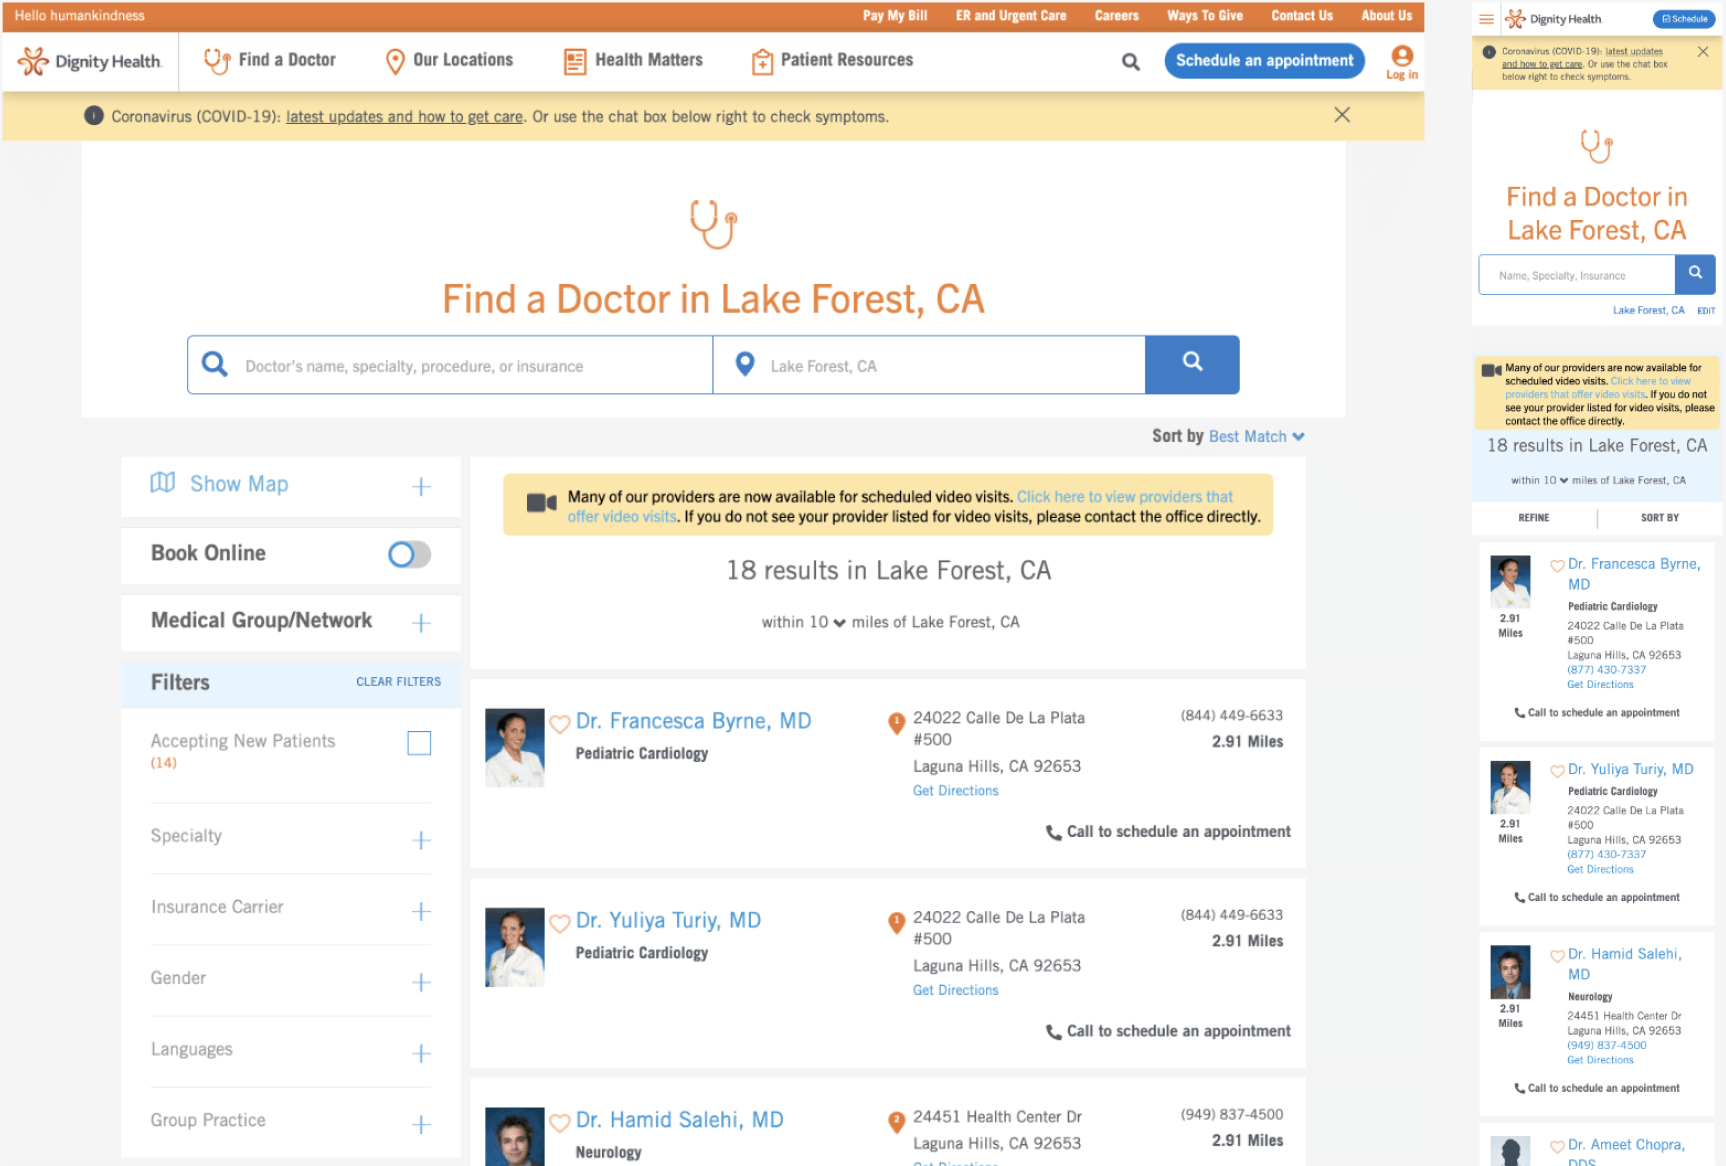 Hello humankindness
Pay My Bill ER and Urgent Care Careers Ways To Give Contact Us About Us
Dignity Health.
Find a Doctor Our Locations Health Matters Patient Resources
Schedule an appointment
Log in
Coronavirus (COVID-19): latest updates and how to get care. Or use the chat box below right to check symptoms.
Find a Doctor in Lake Forest, CA
Doctor's name, specialty, procedure, or insurance
Lake Forest, CA
Sort by Best Match
Show Map
Book Online
Medical Group/Network
Filters CLEAR FILTERS
Accepting New Patients
(14)
Specialty
Insurance Carrier
Gender
Languages
Group Practice
Many of our providers are now available for scheduled video visits. Click here to view providers that
offer video visits. If you do not see your provider listed for video visits, please contact the office directly.
18 results in Lake Forest, CA
within 10 miles of Lake Forest, CA
Dr. Francesca Byrne, MD
Pediatric Cardiology
1
24022 Calle De La Plata
#500
Laguna Hills, CA 92653
Get Directions
(844) 449-6633
2.91 Miles
Call to schedule an appointment
Dr. Yuliya Turiy, MD
Pediatric Cardiology
1
24022 Calle De La Plata
#500
Laguna Hills, CA 92653
Get Directions
(844) 449-6633
2.91 Miles
Call to schedule an appointment
Dr. Hamid Salehi, MD
Neurology
2
24451 Health Center Dr
Laguna Hills, CA 92653
Get Directions
(949) 837-4500
2.91 Miles
Dignity Health.
Schedule
Coronavirus (COVID-19): latest updates
and how to get care. Or use the chat box
below right to check symptoms.
Find a Doctor in
Lake Forest, CA
Name, Specialty, Insurance
Lake Forest, CA EDIT
Many of our providers are now available for
scheduled video visits. Click here to view
providers that offer video visits. If you do not
see your provider listed for video visits, please
contact the office directly.
18 results in Lake Forest, CA
within 10 miles of Lake Forest, CA
REFINE SORT BY
Dr. Francesca Byrne,
MD
Pediatric Cardiology
2.91
Miles
24022 Calle De La Plata
#500
Laguna Hills, CA 92653
(877) 430-7337
Get Directions
Call to schedule an appointment
Dr. Yuliya Turiy, MD
Pediatric Cardiology
2.91
Miles
24022 Calle De La Plata
#500
Laguna Hills, CA 92653
(877) 430-7337
Get Directions
Call to schedule an appointment
Dr. Hamid Salehi,
MD
Neurology
2.91
Miles
24451 Health Center Dr
Laguna Hills, CA 92653
(949) 837-4500
Get Directions
Call to schedule an appointment
Dr. Ameet Chopra,
DDS